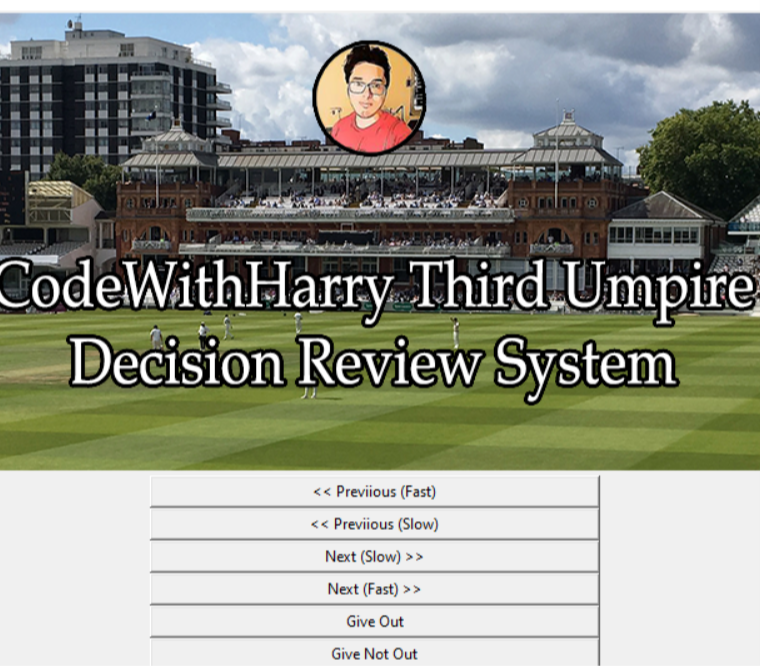 CodeWithHarry Third Umpire
Decision Review System
<< Previious (Fast)
<< Previious (Slow)
Next (Slow) >>
Next (Fast) >>
Give Out
Give Not Out